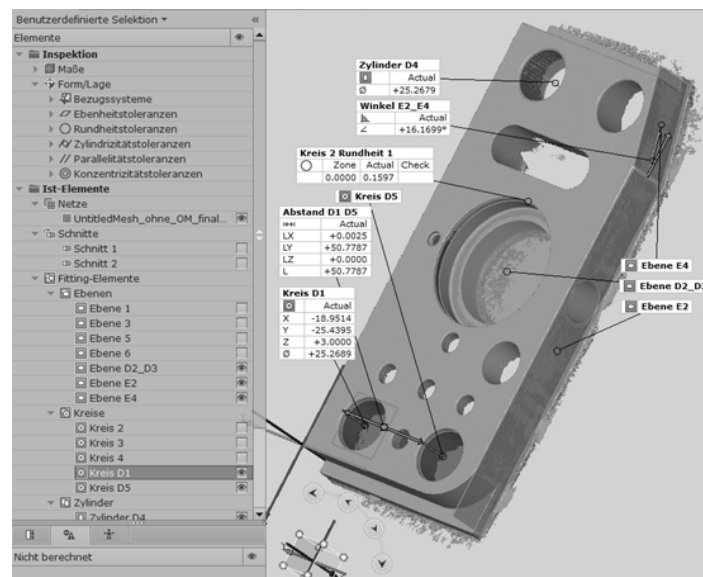 Benutzerdefinierte Selektion
Elemente
Inspektion
Maße
Form/Lage
Bezugssysteme
Ebenheitstoleranzen
Rundheitstoleranzen
Zylindrizitätstoleranzen
Parallelitätstoleranzen
Konzentrizitätstoleranzen
Ist-Elemente
Netze
UntitledMesh_ohne_OM_final...
Schnitte
Schnitt 1
Schnitt 2
Fitting-Elemente
Ebenen
Ebene 1
Ebene 3
Ebene 5
Ebene 6
Ebene D2_D3
Ebene E2
Ebene E4
Kreise
Kreis 2
Kreis 3
Kreis 4
Kreis D1
Kreis D5
Zylinder
Zylinder D4
Nicht berechnet
Zylinder D4
Actual
Ø +25.2679
Winkel E2_E4
Actual
∠ +16.1699°
Kreis 2 Rundheit 1
Zone Actual Check
0.0000 0.1597
Kreis D5
Abstand D1 D5
Actual
LX +0.0025
LY +50.7787
LZ +0.0000
L +50.7787
Kreis D1
Actual
X -18.9514
Y -25.4395
Z +3.0000
Ø +25.2689
Ebene E4
Ebene D2_D3
Ebene E2